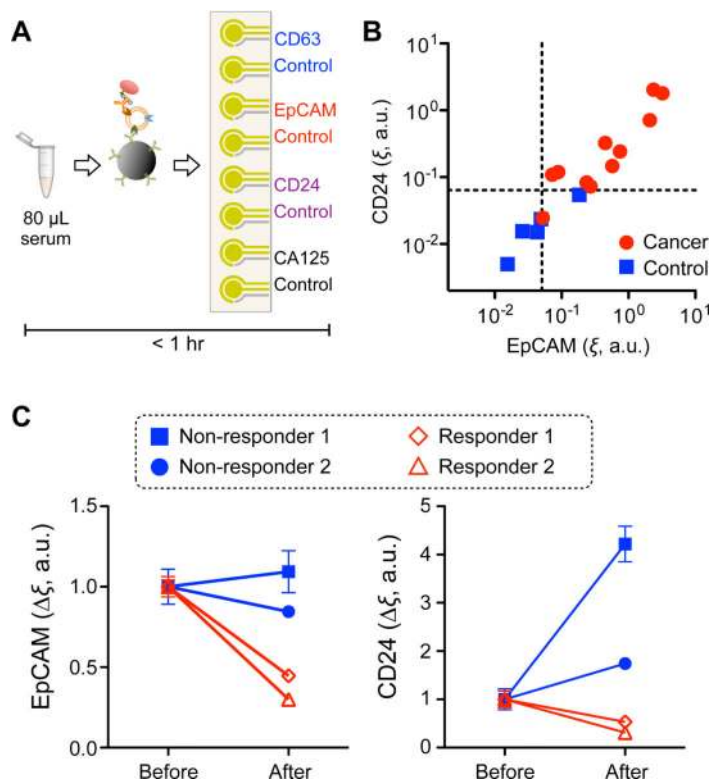 A
CD63
Control
EpCAM
Control
CD24
Control
CA125
Control
80 µL
serum
< 1 hr
B
CD24 (ξ, a.u.)
10¹
10⁰
10⁻¹
10⁻²
Cancer
Control
10⁻² 10⁻¹ 10⁰ 10¹
EpCAM (ξ, a.u.)
C
Non-responder 1 Responder 1
Non-responder 2 Responder 2
EpCAM (Δξ, a.u.)
1.5
1.0
0.5
0.0
Before After
CD24 (Δξ, a.u.)
5
4
3
2
1
0
Before After